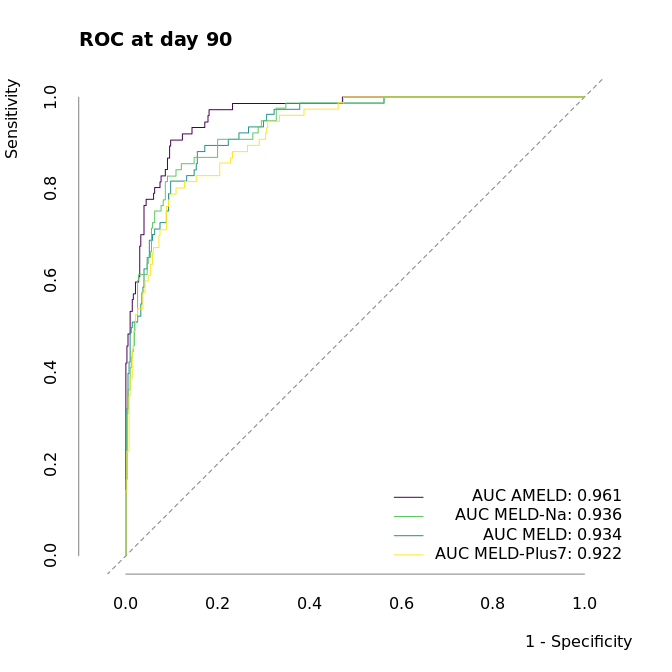 ROC at day 90
Sensitivity
1.0
0.8
0.6
0.4
0.2
0.0
AUC AMELD: 0.961
AUC MELD-Na: 0.936
AUC MELD: 0.934
AUC MELD-Plus7: 0.922
0.0 0.2 0.4 0.6 0.8 1.0
1 - Specificity